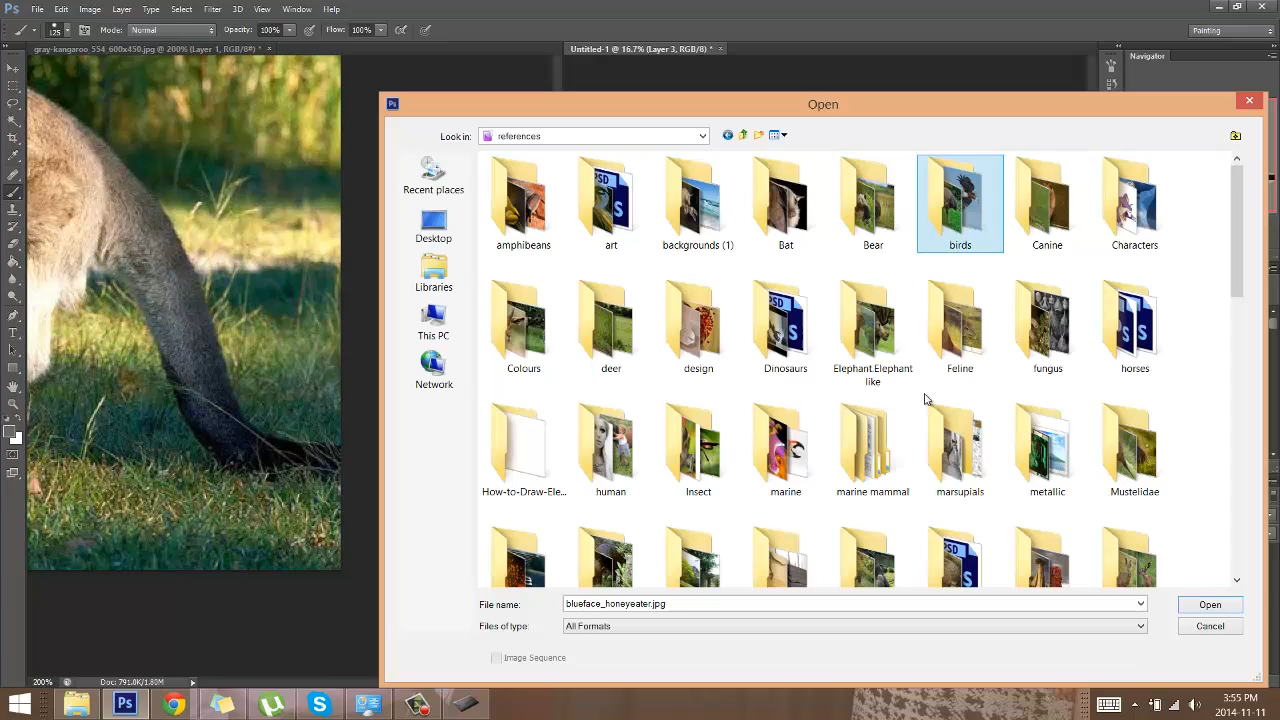 Ps File Edit Image Layer Type Select Filter 3D View Window Help
125 Mode: Normal Opacity: 100% Flow: 100% Painting
gray-kangaroo_554_600x450.jpg @ 200% (Layer 1, RGB/8#) * × Untitled-1 @ 16.7% (Layer 3, RGB/8) * ×
Navigator
Ps Open
Look in: references
Recent places
Desktop
Libraries
This PC
Network
amphibeans art backgrounds (1) Bat Bear birds Canine Characters
Colours deer design Dinosaurs Elephant.Elephant like Feline fungus horses
How-to-Draw-Ele... human Insect marine marine mammal marsupials metallic Mustelidae
File name: blueface_honyeater.jpg Open
Files of type: All Formats Cancel
Image Sequence
200% Doc: 791.0K/1.80M
3:55 PM
2014-11-11